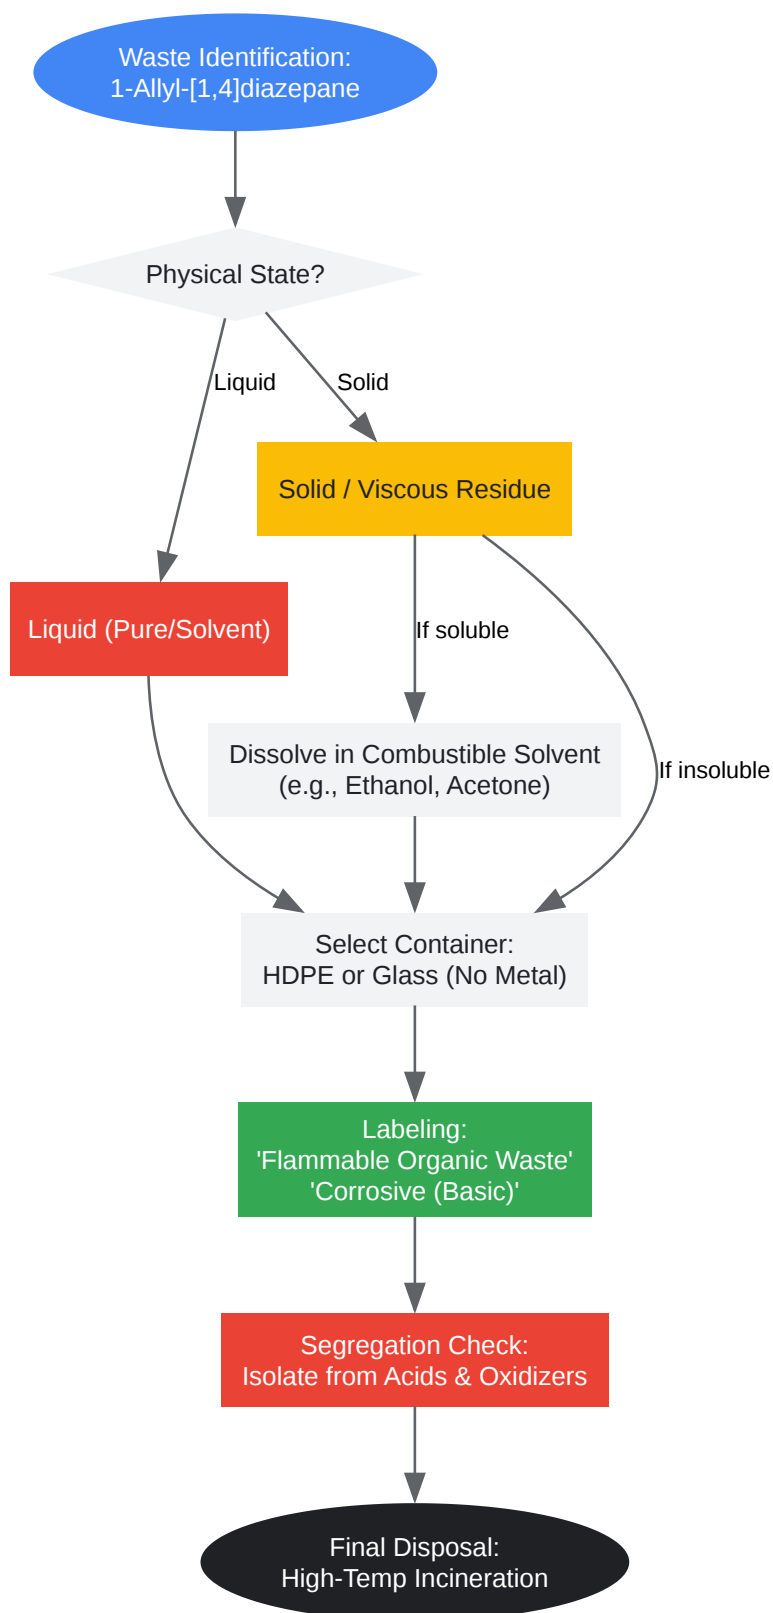 Waste Identification:
1-Allyl-[1,4]diazepane
Physical State?
Liquid
Solid
Solid / Viscous Residue
Liquid (Pure/Solvent)
If soluble
Dissolve in Combustible Solvent
(e.g., Ethanol, Acetone)
If insoluble
Select Container:
HDPE or Glass (No Metal)
Labeling:
'Flammable Organic Waste'
'Corrosive (Basic)'
Segregation Check:
Isolate from Acids & Oxidizers
Final Disposal:
High-Temp Incineration